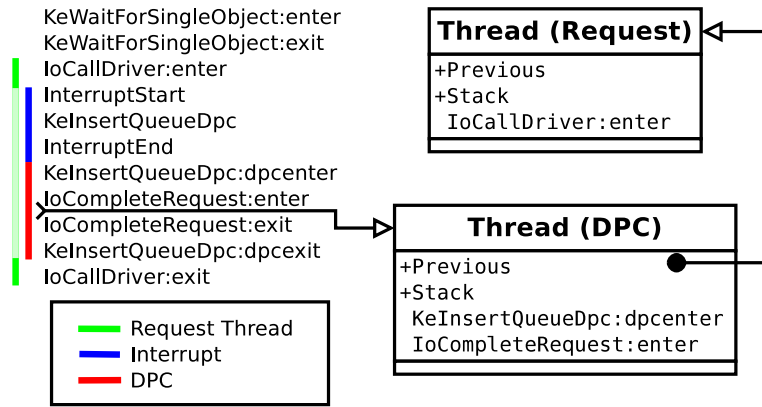 KeWaitForSingleObject:enter
KeWaitForSingleObject:exit
IoCallDriver:enter
InterruptStart
KeInsertQueueDpc
InterruptEnd
KeInsertQueueDpc:dpcenter
IoCompleteRequest:enter
IoCompleteRequest:exit
KeInsertQueueDpc:dpcexit
IoCallDriver:exit
Request Thread
Interrupt
DPC
Thread (Request)
+Previous
+Stack
IoCallDriver:enter
Thread (DPC)
+Previous
+Stack
KeInsertQueueDpc:dpcenter
IoCompleteRequest:enter